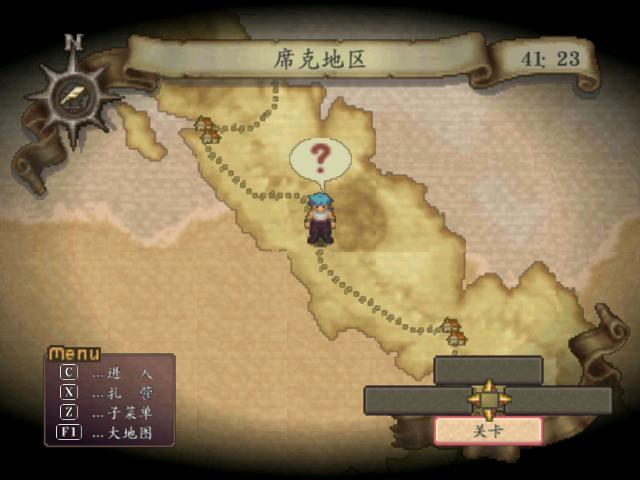 N
席克地区
41: 23
?
Menu
C ...进 入
X ...扎 营
Z ...子菜单
F1 ...大地图
关卡